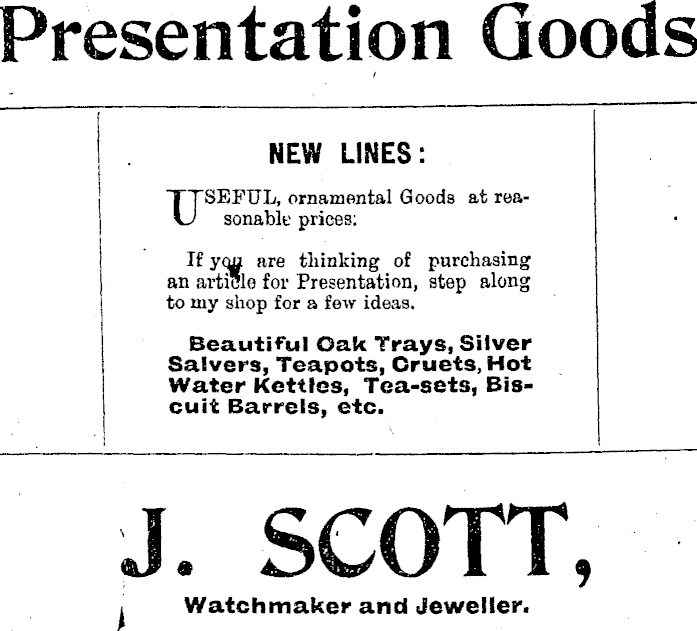 Presentation Goods
NEW LINES:
USEFUL, ornamental Goods at rea-
sonable prices:
If you are thinking of purchasing
an article for Presentation, step along
to my shop for a few ideas.
Beautiful Oak Trays, Silver
Salvers, Teapots, Cruets, Hot
Water Kettles, Tea-sets, Bis-
cuit Barrels, etc.
J. SCOTT,
Watchmaker and Jeweller.